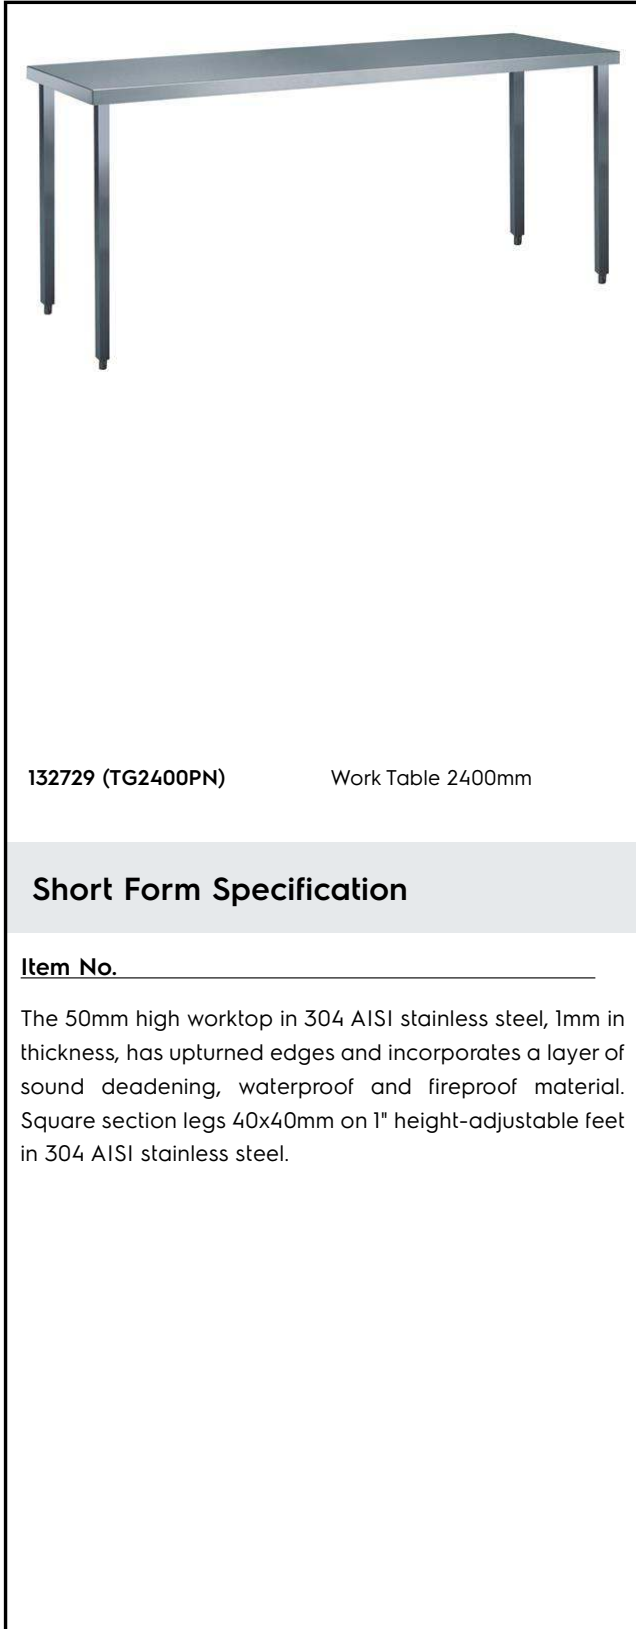 132729 (TG2400PN) Work Table 2400mm
Short Form Specification
Item No.
The 50mm high worktop in 304 AISI stainless steel, 1mm in
thickness, has upturned edges and incorporates a layer of
sound deadening, waterproof and fireproof material.
Square section legs 40x40mm on 1" height-adjustable feet
in 304 AISI stainless steel.